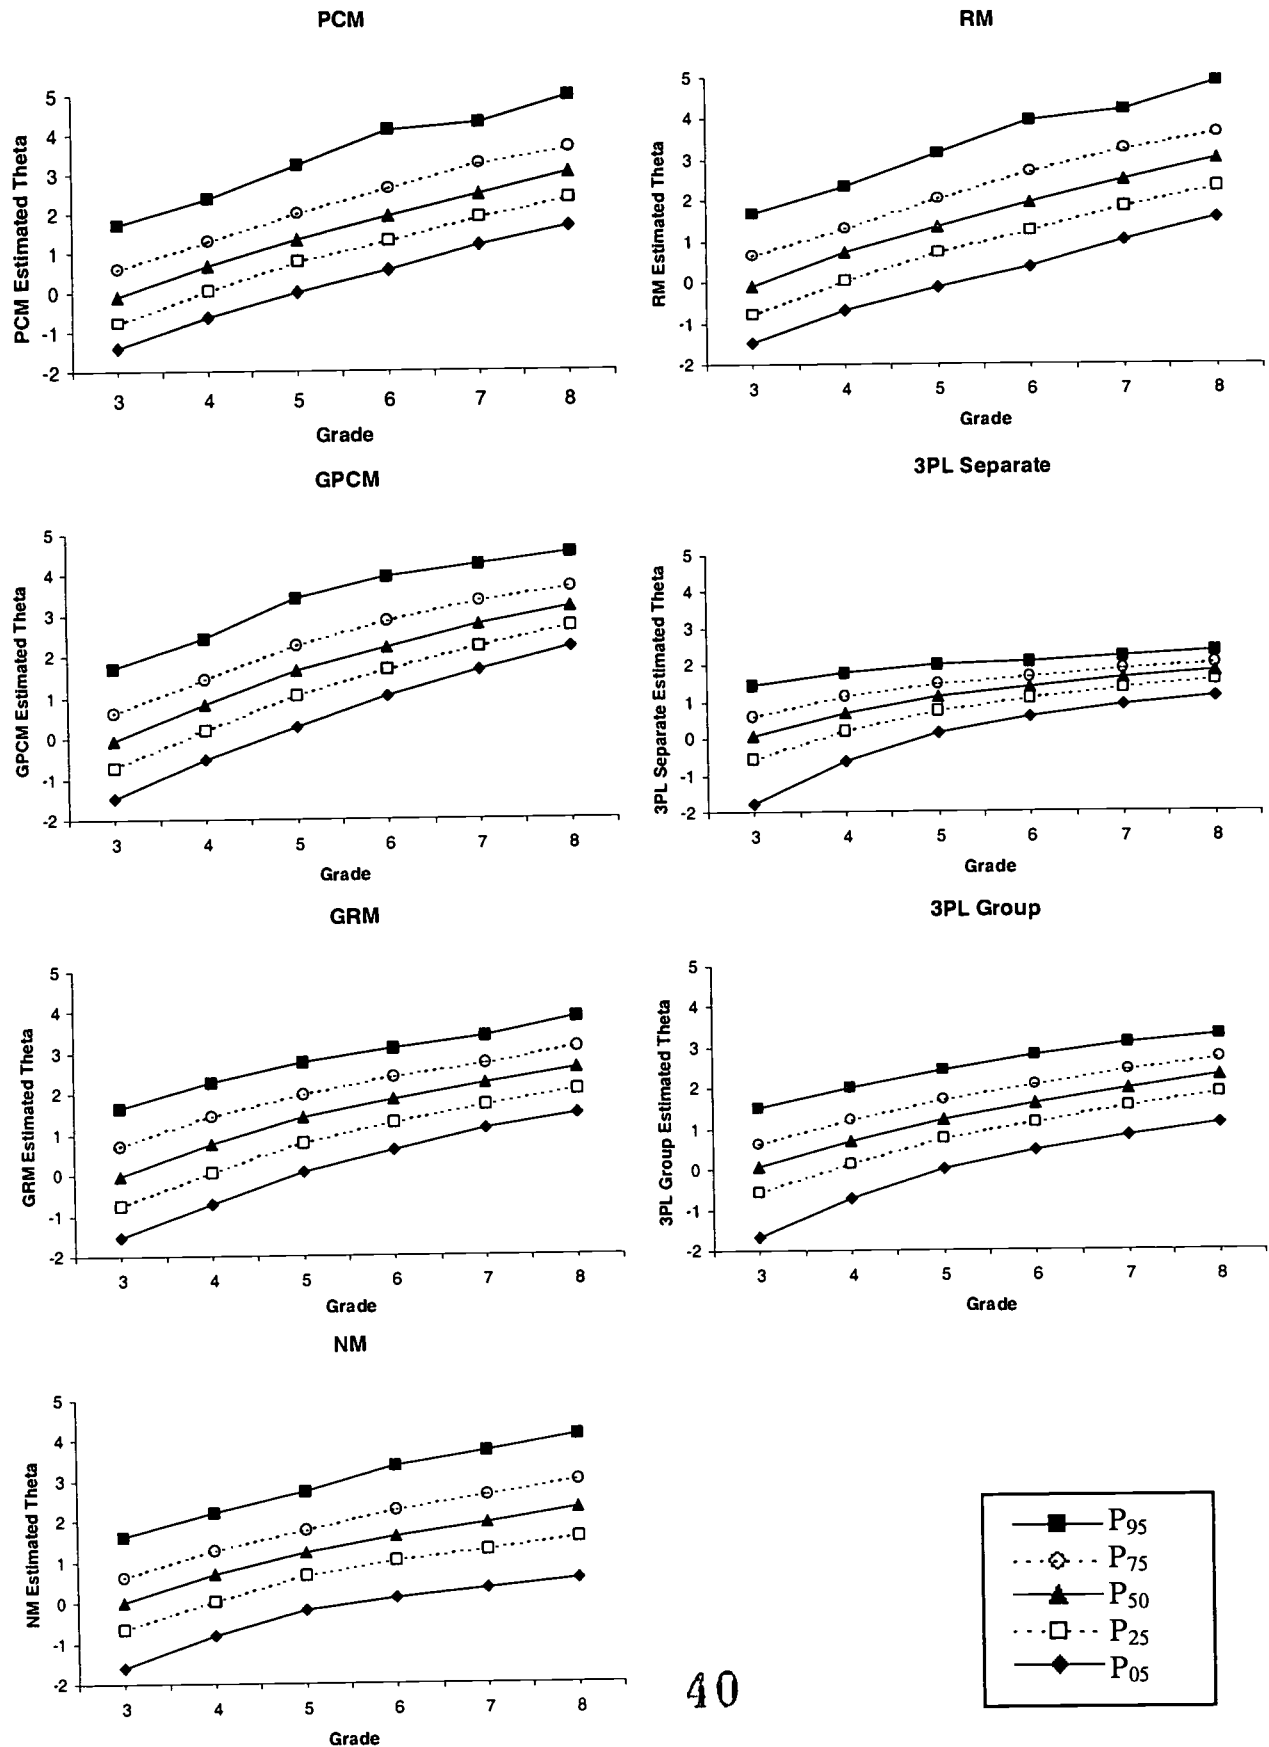 PCM
5
4
3
2
1
0
-1
-2
PCM Estimated Theta
3 4 5 6 7 8
Grade
RM
5
4
3
2
1
0
-1
-2
RM Estimated Theta
3 4 5 6 7 8
Grade
GPCM
5
4
3
2
1
0
-1
-2
GPCM Estimated Theta
3 4 5 6 7 8
Grade
3PL Separate
5
4
3
2
1
0
-1
-2
3PL Separate Estimated Theta
3 4 5 6 7 8
Grade
GRM
5
4
3
2
1
0
-1
-2
GRM Estimated Theta
3 4 5 6 7 8
Grade
3PL Group
5
4
3
2
1
0
-1
-2
3PL Group Estimated Theta
3 4 5 6 7 8
Grade
NM
5
4
3
2
1
0
-1
-2
NM Estimated Theta
3 4 5 6 7 8
Grade
P95
P75
P50
P25
P05
40